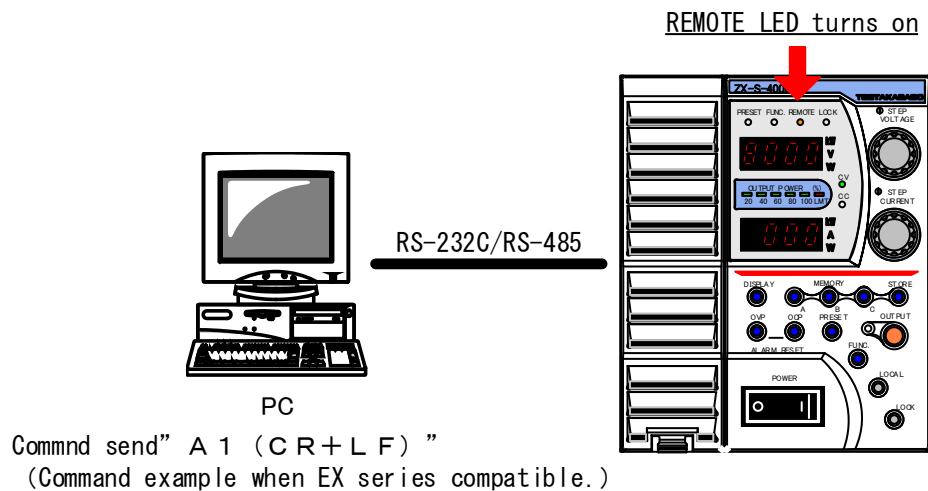 REMOTE LED turns on
ZX-S-400
PRESET FUNC. REMOTE LOCK
STEP
VOLTAGE
V
W
CV
OUTPUT POWER (%)
20 40 60 80 100 LMT
CC
STEP
CURRENT
A
W
RS-232C/RS-485
DISPLAY
MEMORY
STORE
A B C
OVP OCP PRESET
OUTPUT
ALARM RESET
FUNC.
LOCAL
POWER
LOCK
PC
Commnd send” Ａ１（ＣＲ＋ＬＦ）”
(Command example when EX series compatible.)